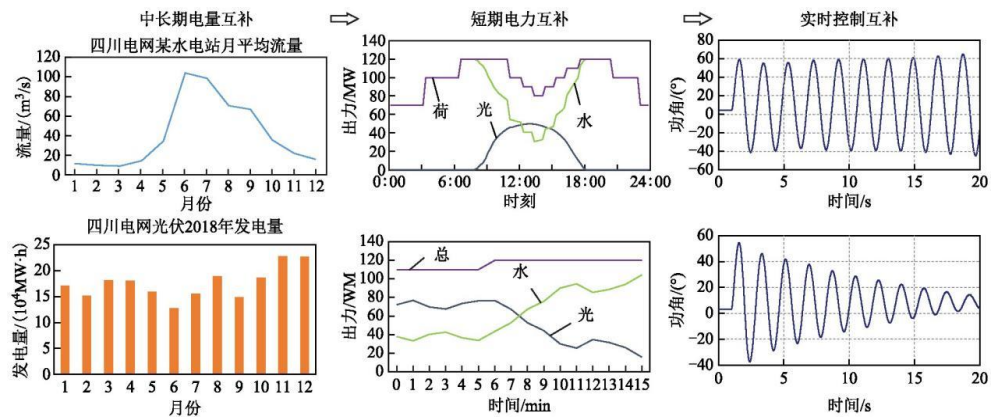 中长期电量互补
短期电力互补
实时控制互补
四川电网某水电站月平均流量
流量/(m³/s)
120
100
80
60
40
20
0
1 2 3 4 5 6 7 8 9 10 11 12
月份
出力/MW
140
120
100
80
60
40
20
0
荷
光
水
0:00 6:00 12:00 18:00 24:00
时刻
功角/(°)
80
60
40
20
0
−20
−40
−60
0 5 10 15 20
时间/s
四川电网光伏2018年发电量
发电量/(10⁴MW·h)
25
20
15
10
5
0
1 2 3 4 5 6 7 8 9 10 11 12
月份
出力/WM
140
120
100
80
60
40
20
0
总
水
光
0 1 2 3 4 5 6 7 8 9 10 11 12 13 14 15
时间/min
功角/(°)
60
40
20
0
−20
−40
0 5 10 15 20
时间/s